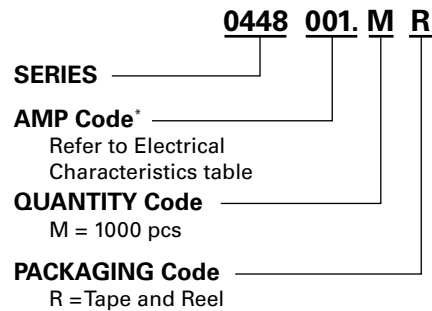 0448 001. M R
SERIES
AMP Code*
Refer to Electrical
Characteristics table
QUANTITY Code
M = 1000 pcs
PACKAGING Code
R = Tape and Reel